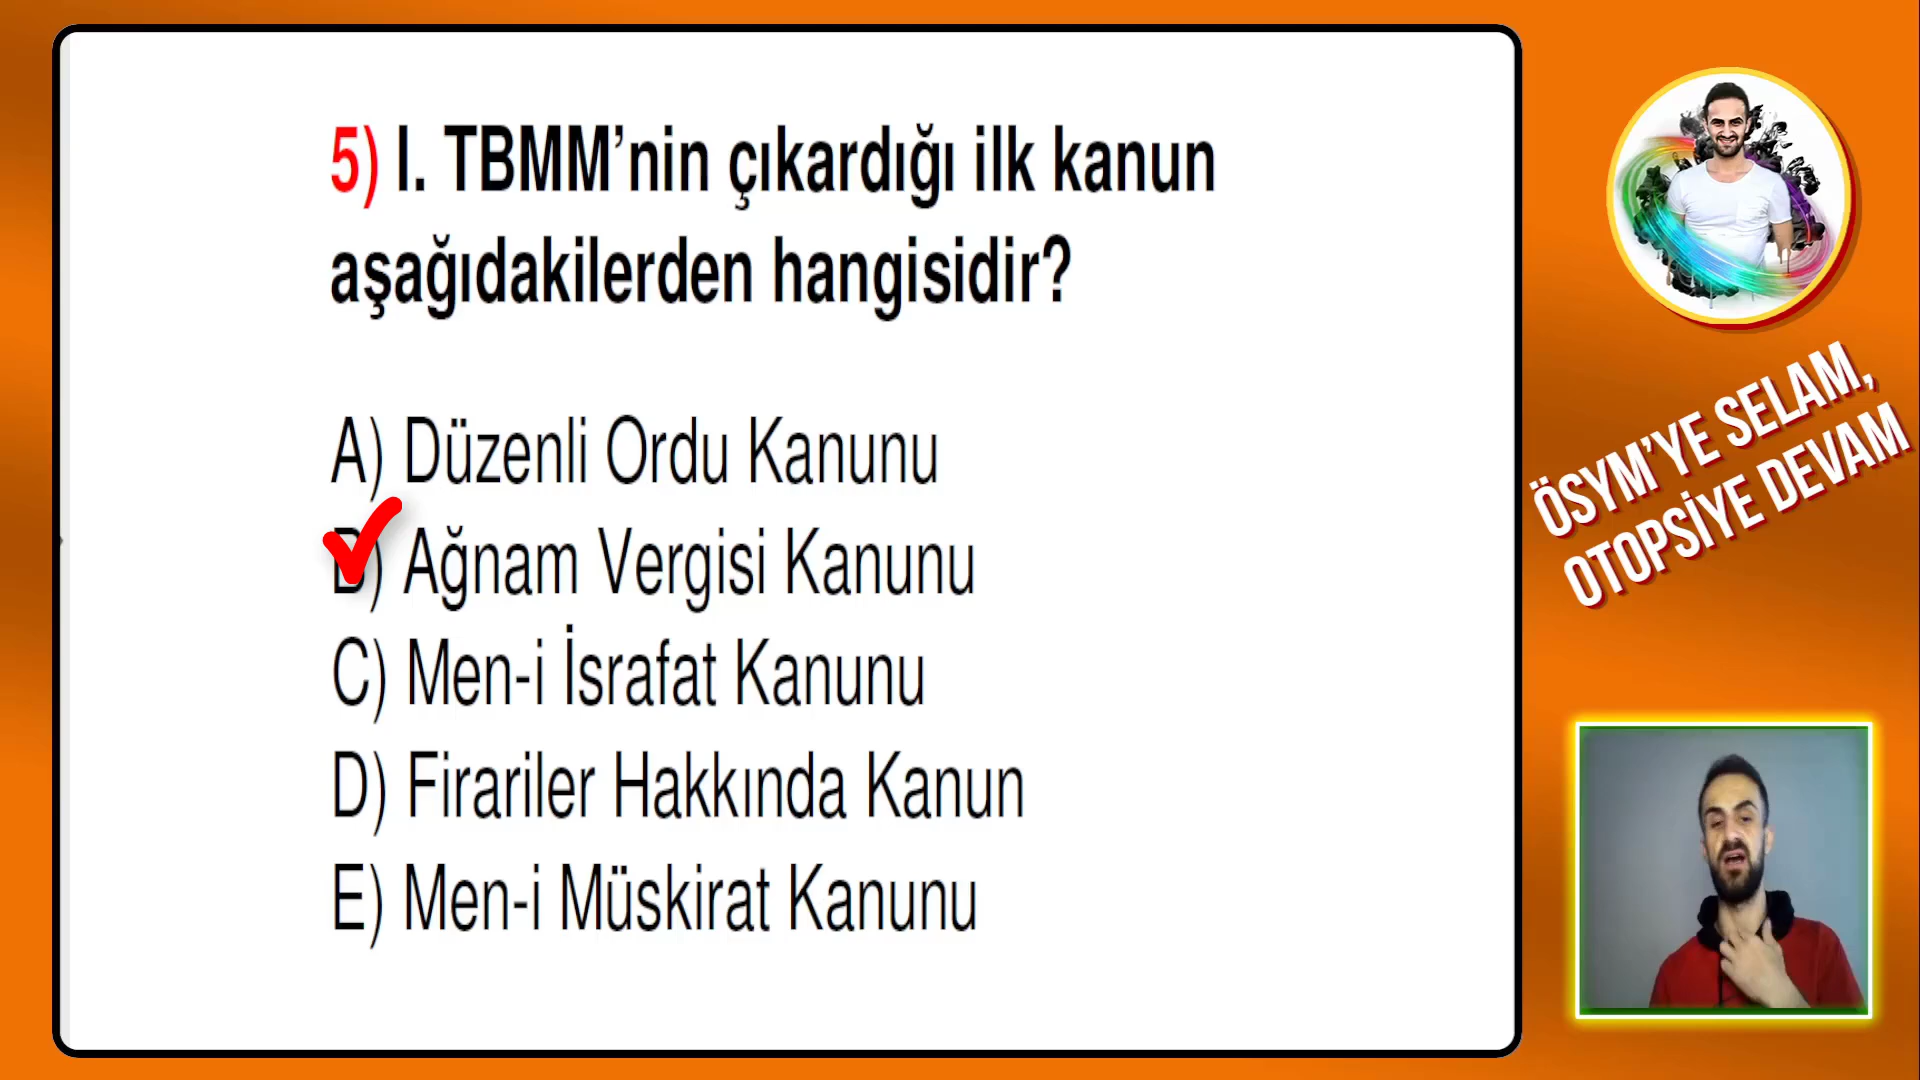 5) I. TBMM’nin çıkardığı ilk kanun
aşağıdakilerden hangisidir?
A) Düzenli Ordu Kanunu
B) Ağnam Vergisi Kanunu
C) Men-i İsrafat Kanunu
D) Firariler Hakkında Kanun
E) Men-i Müskirat Kanunu
ÖSYM’YE SELAM,
OTOPSİYE DEVAM